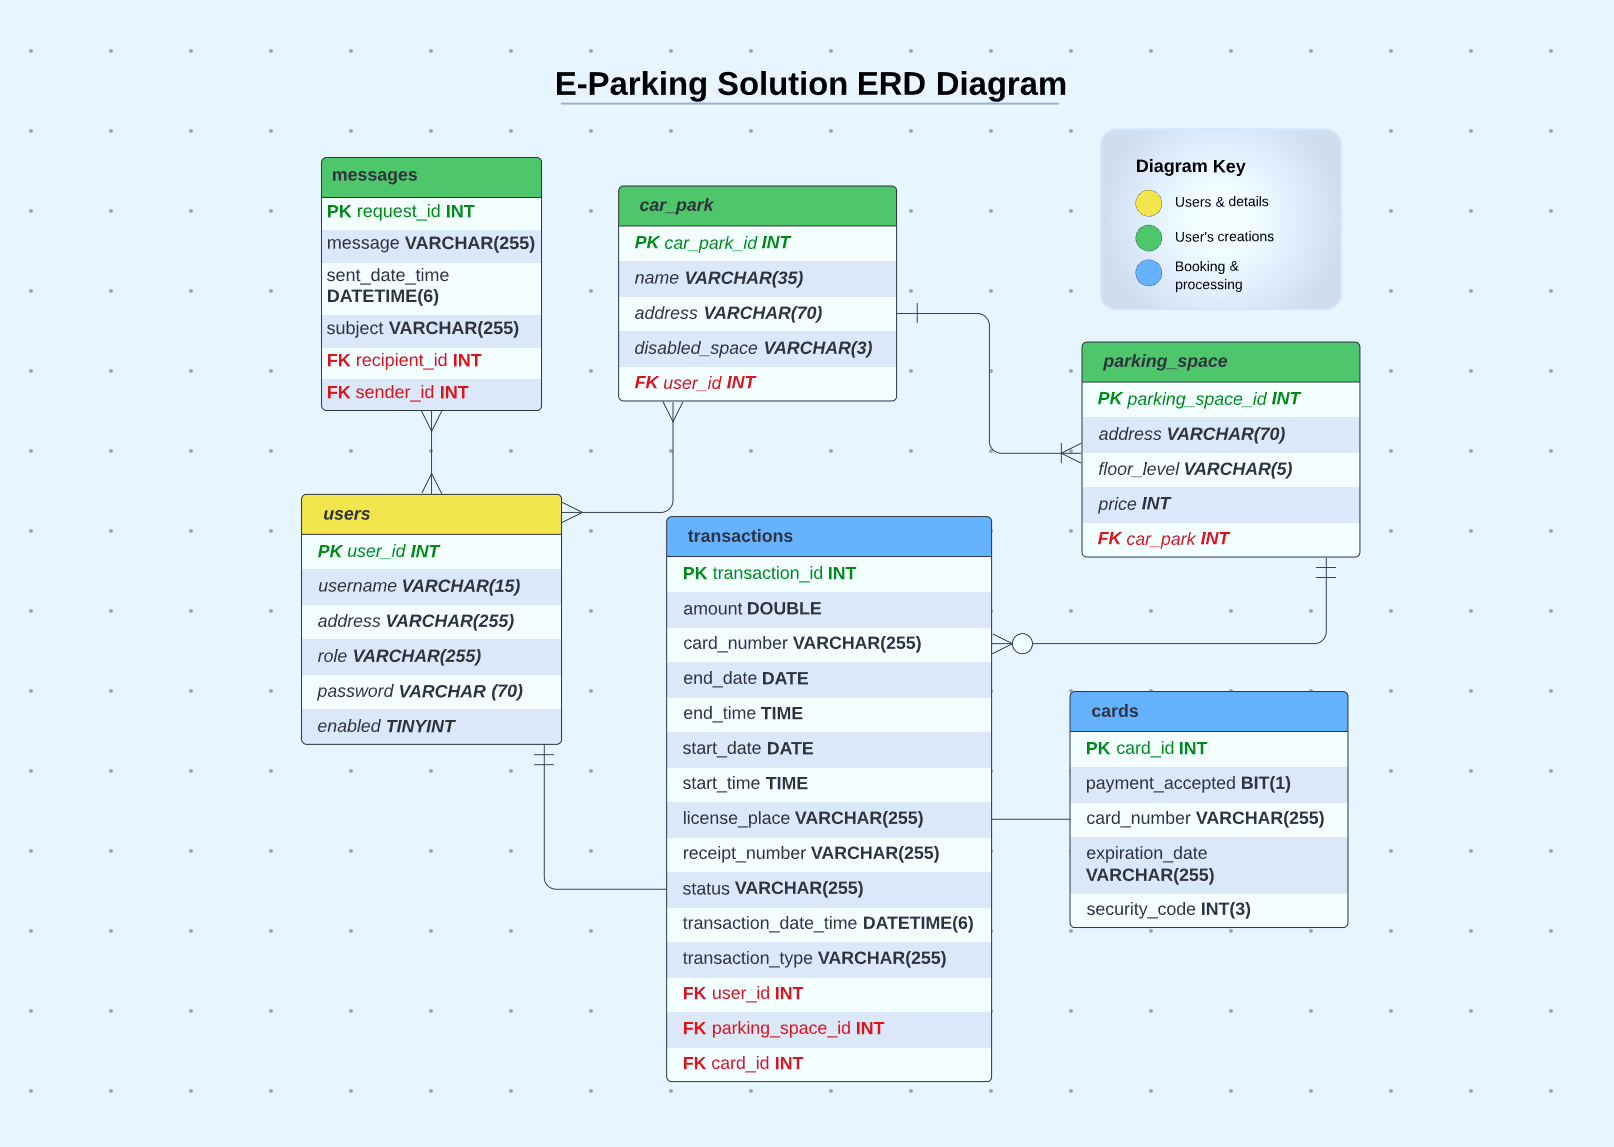 E-Parking Solution ERD Diagram
Diagram Key
Users & details
User's creations
Booking &
processing
messages
PK request_id INT
message VARCHAR(255)
sent_date_time
DATETIME(6)
subject VARCHAR(255)
FK recipient_id INT
FK sender_id INT
car_park
PK car_park_id INT
name VARCHAR(35)
address VARCHAR(70)
disabled_space VARCHAR(3)
FK user_id INT
parking_space
PK parking_space_id INT
address VARCHAR(70)
floor_level VARCHAR(5)
price INT
FK car_park INT
users
PK user_id INT
username VARCHAR(15)
address VARCHAR(255)
role VARCHAR(255)
password VARCHAR (70)
enabled TINYINT
transactions
PK transaction_id INT
amount DOUBLE
card_number VARCHAR(255)
end_date DATE
end_time TIME
start_date DATE
start_time TIME
license_place VARCHAR(255)
receipt_number VARCHAR(255)
status VARCHAR(255)
transaction_date_time DATETIME(6)
transaction_type VARCHAR(255)
FK user_id INT
FK parking_space_id INT
FK card_id INT
cards
PK card_id INT
payment_accepted BIT(1)
card_number VARCHAR(255)
expiration_date
VARCHAR(255)
security_code INT(3)